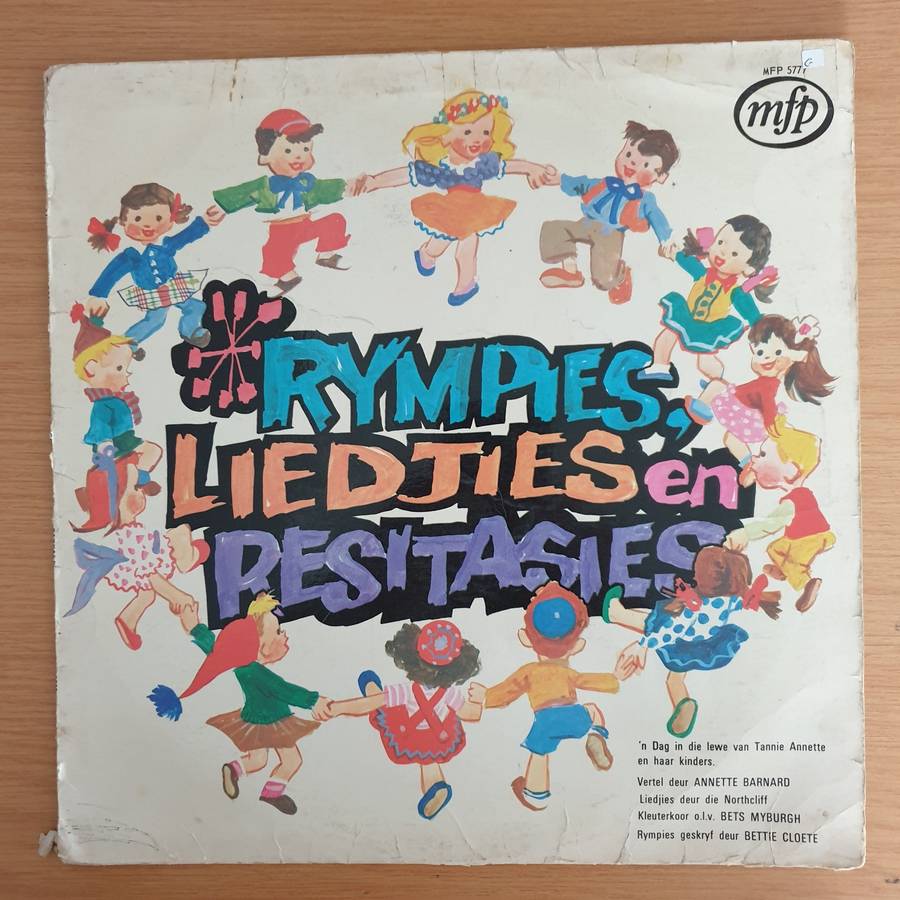 MFP 577
mfp
RYMPIES,
LIEDJIES en
RESITASIES
'n Dag in die lewe van Tannie Annette
en haar kinders.
Vertel deur ANNETTE BARNARD
Liedjies deur die Northcliff
Kleuterkoor o.l.v. BETS MYBURGH
Rympies geskryf deur BETTIE CLOETE